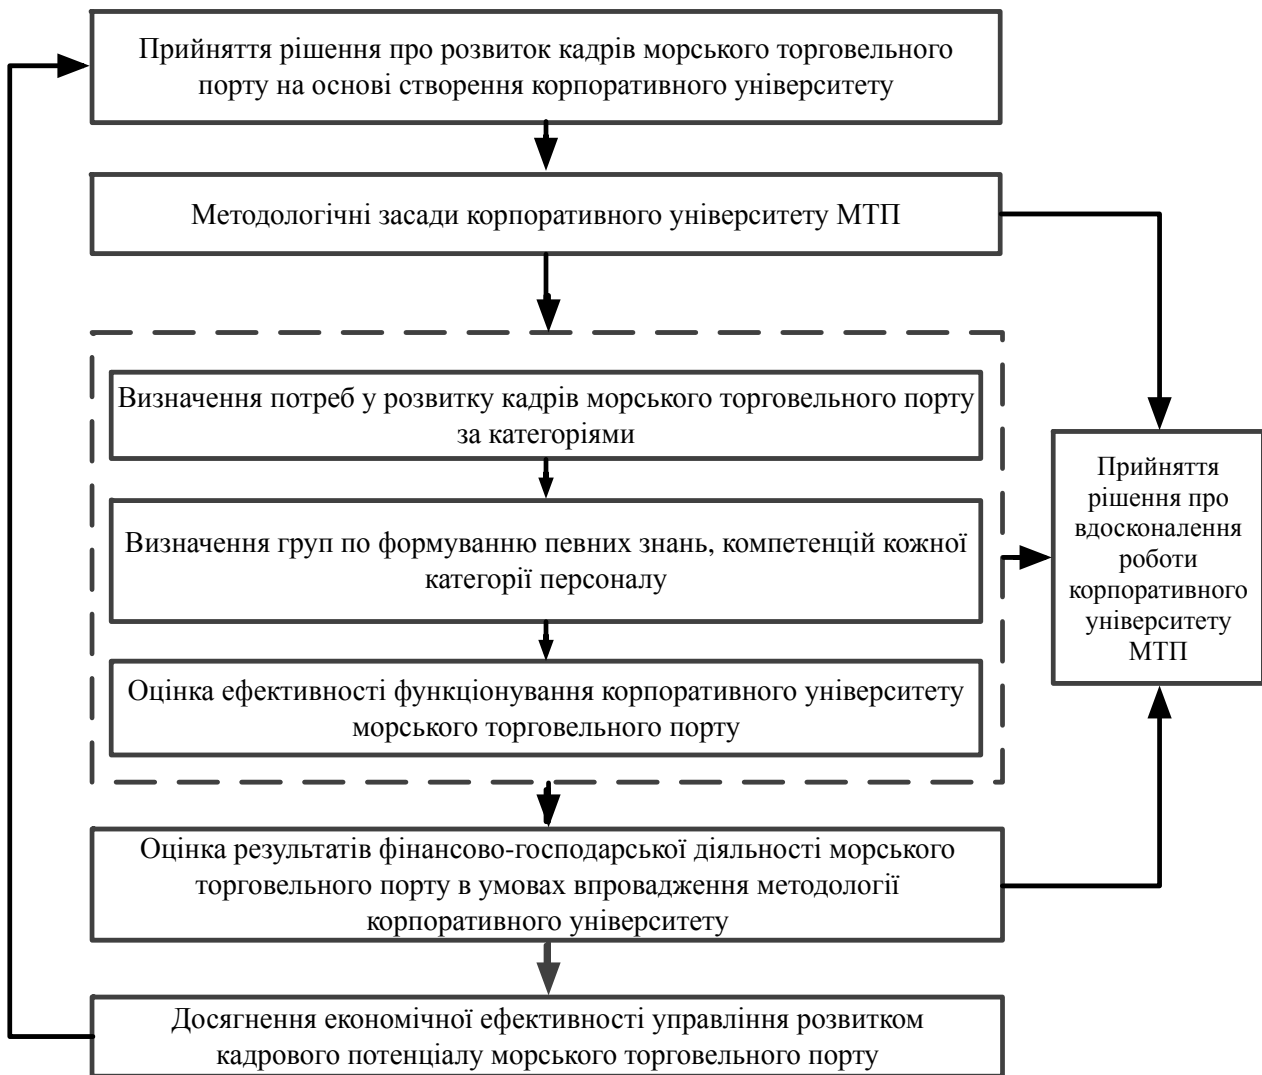 Прийняття рішення про розвиток кадрів морського торговельного
порту на основі створення корпоративного університету
Методологічні засади корпоративного університету МТП
Визначення потреб у розвитку кадрів морського торговельного порту
за категоріями
Визначення груп по формуванню певних знань, компетенцій кожної
категорії персоналу
Оцінка ефективності функціонування корпоративного університету
морського торговельного порту
Прийняття
рішення про
вдосконалення
роботи
корпоративного
університету
МТП
Оцінка результатів фінансово-господарської діяльності морського
торговельного порту в умовах впровадження методології
корпоративного університету
Досягнення економічної ефективності управління розвитком
кадрового потенціалу морського торговельного порту